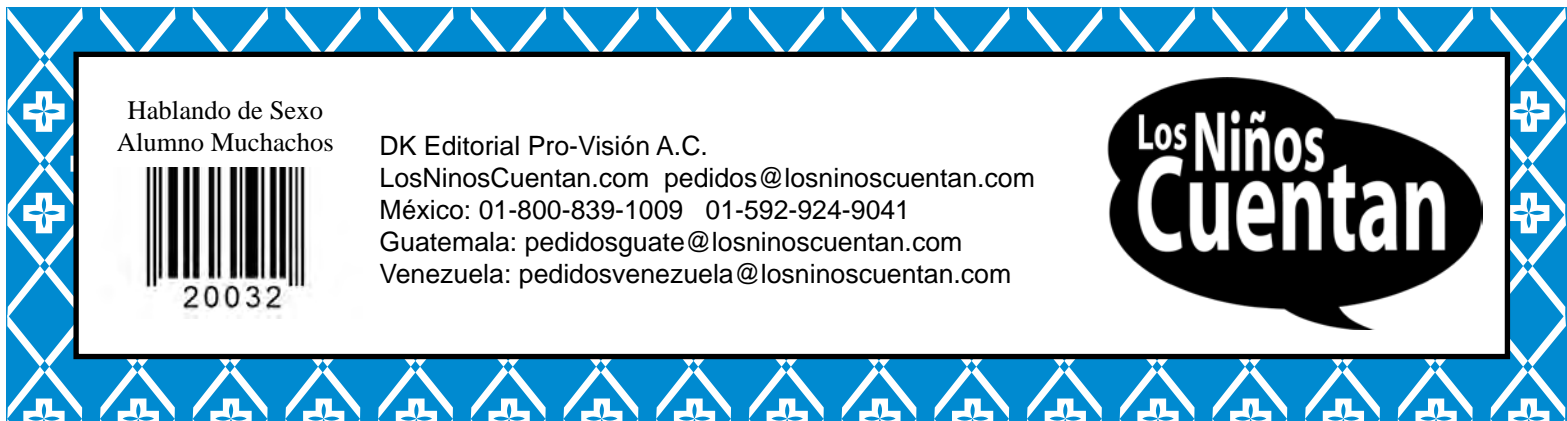 Hablando de Sexo
Alumno Muchachos
20032
DK Editorial Pro-Visión A.C.
LosNinosCuentan.com pedidos@losninoscuentan.com
México: 01-800-839-1009 01-592-924-9041
Guatemala: pedidosguate@losninoscuentan.com
Venezuela: pedidosvenezuela@losninoscuentan.com
Los Niños
Cuentan